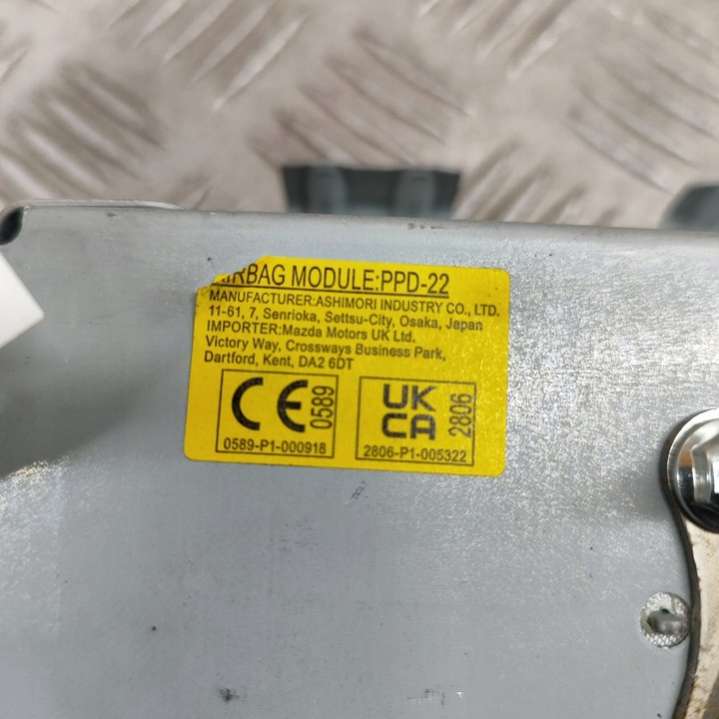 AIRBAG MODULE:PPD-22
MANUFACTURER:ASHIMORI INDUSTRY CO., LTD.
11-61, 7, Senrioka, Settsu-City, Osaka, Japan
IMPORTER:Mazda Motors UK Ltd.
Victory Way, Crossways Business Park,
Dartford, Kent, DA2 6DT
CE 0589
0589-P1-000918
UK
CA 2806
2806-P1-005322